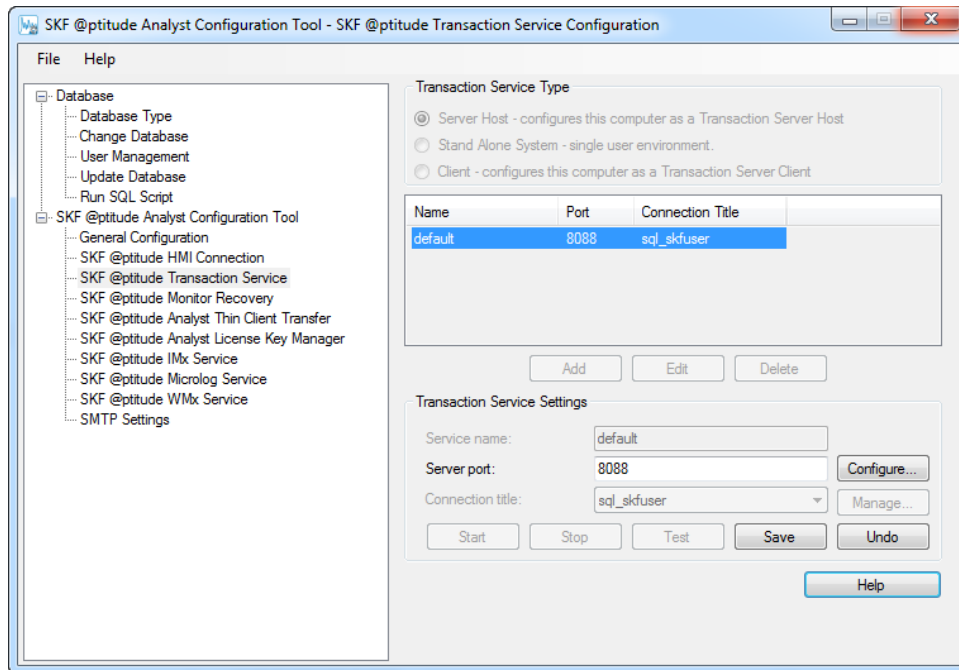 SKF @ptitude Analyst Configuration Tool - SKF @ptitude Transaction Service Configuration
File Help
Database
Database Type
Change Database
User Management
Update Database
Run SQL Script
SKF @ptitude Analyst Configuration Tool
General Configuration
SKF @ptitude HMI Connection
SKF @ptitude Transaction Service
SKF @ptitude Monitor Recovery
SKF @ptitude Analyst Thin Client Transfer
SKF @ptitude Analyst License Key Manager
SKF @ptitude IMx Service
SKF @ptitude Microlog Service
SKF @ptitude WMx Service
SMTP Settings
Transaction Service Type
Server Host - configures this computer as a Transaction Server Host
Stand Alone System - single user environment.
Client - configures this computer as a Transaction Server Client
Name Port Connection Title
default 8088 sql_skfuser
Add Edit Delete
Transaction Service Settings
Service name: default
Server port: 8088 Configure...
Connection title: sql_skfuser Manage...
Start Stop Test Save Undo
Help